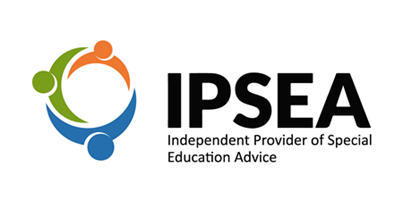 IPSEA
Independent Provider of Special
Education Advice